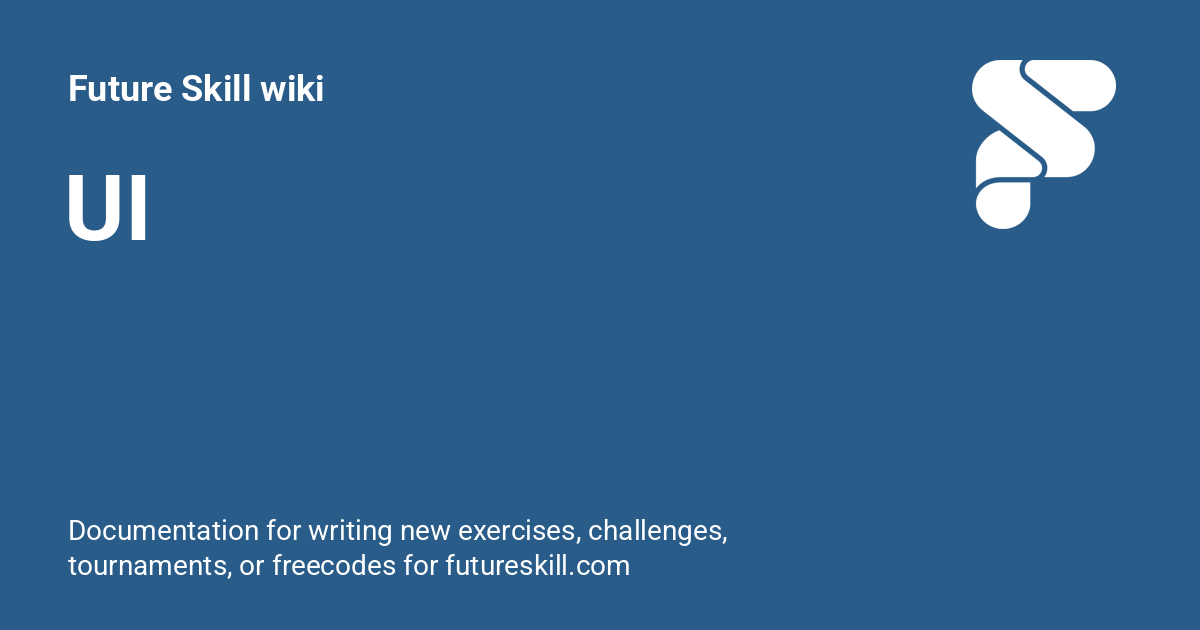 Future Skill wiki
UI
Documentation for writing new exercises, challenges,
tournaments, or freecodes for futureskill.com